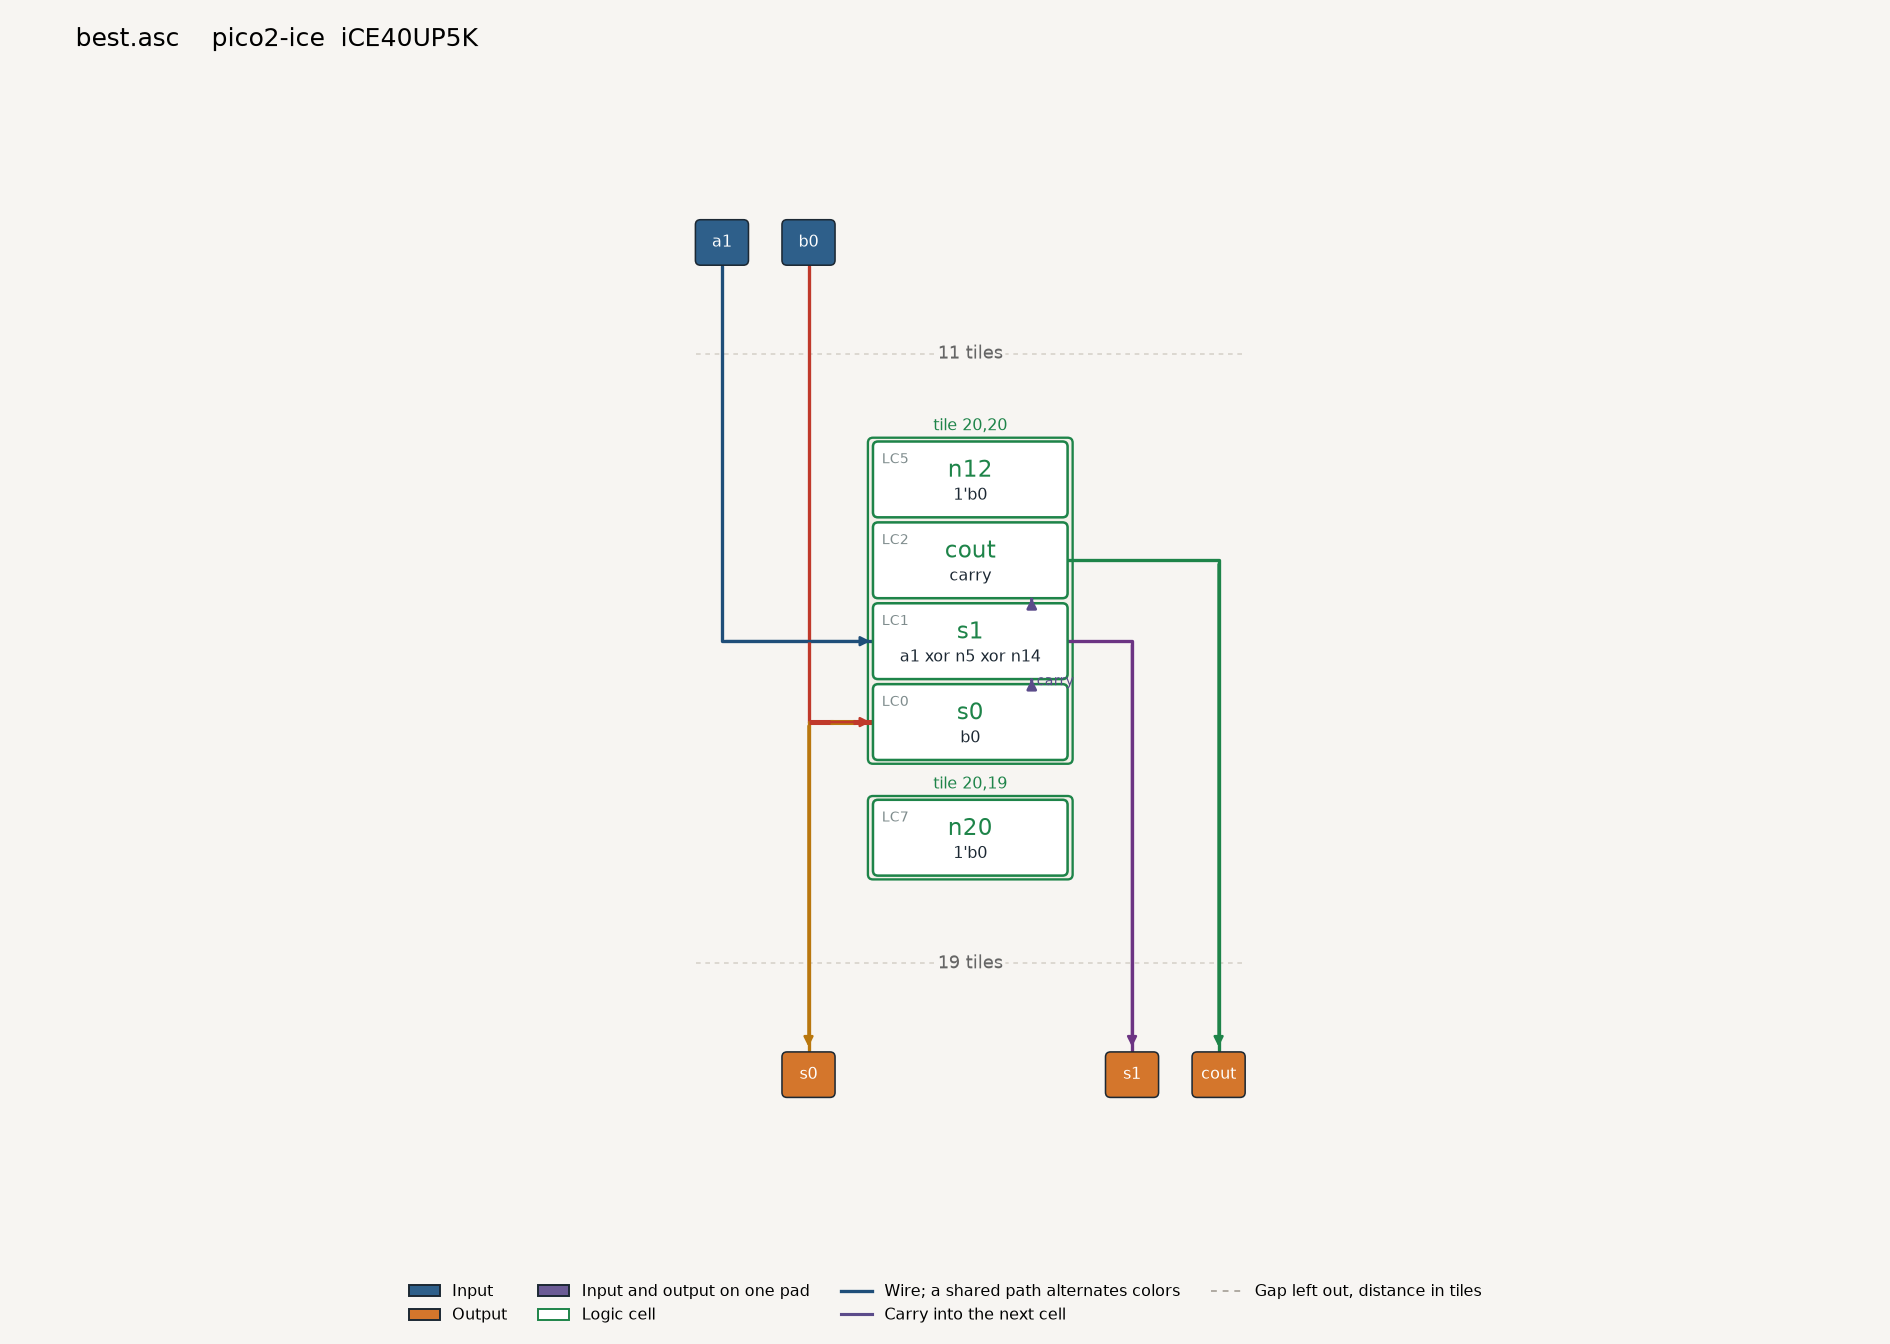 best.asc    pico2-ice  iCE40UP5K
a1
b0
11 tiles
tile 20,20
LC5
n12
1'b0
LC2
cout
carry
LC1
s1
a1 xor n5 xor n14
carry
LC0
s0
b0
tile 20,19
LC7
n20
1'b0
19 tiles
s0
s1
cout
Input
Output
Input and output on one pad
Logic cell
Wire; a shared path alternates colors
Carry into the next cell
Gap left out, distance in tiles